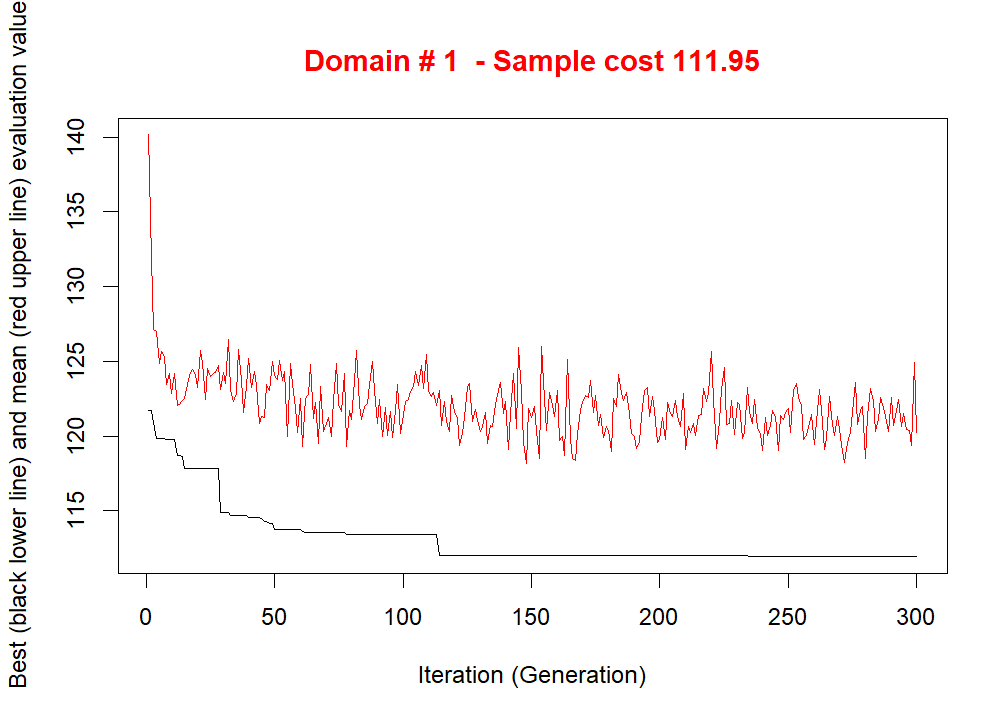 Domain # 1  - Sample cost 111.95
Best (black lower line) and mean (red upper line) evaluation value
140
135
130
125
120
115
0 50 100 150 200 250 300
Iteration (Generation)